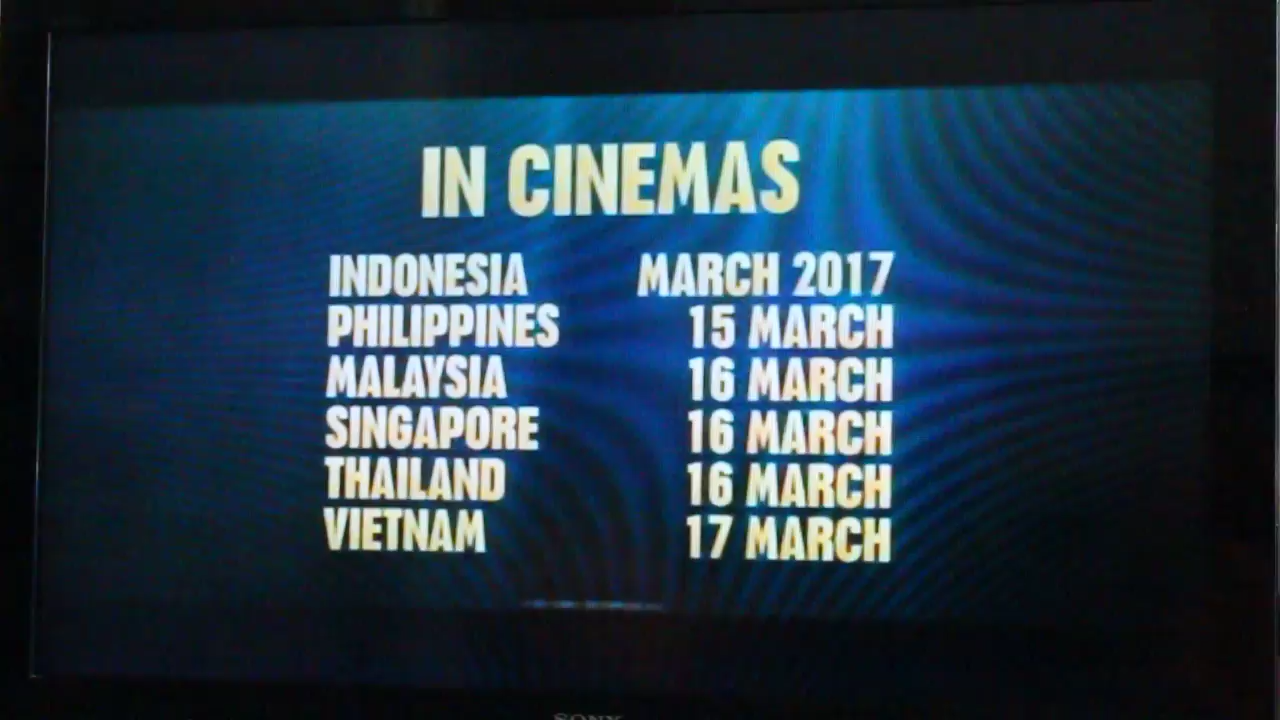 IN CINEMAS
INDONESIA MARCH 2017
PHILIPPINES 15 MARCH
MALAYSIA 16 MARCH
SINGAPORE 16 MARCH
THAILAND 16 MARCH
VIETNAM 17 MARCH
SONY